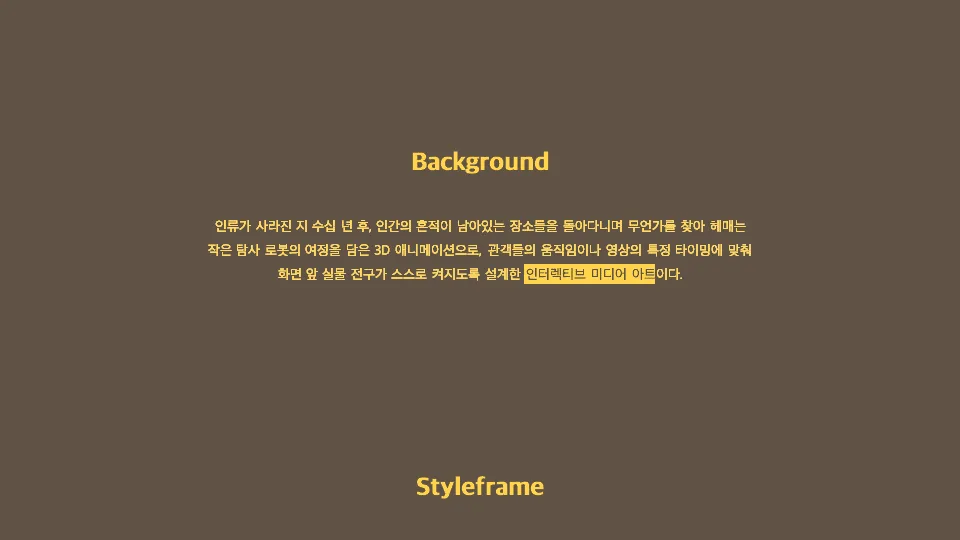 Background
인류가 사라진 지 수십 년 후, 인간의 흔적이 남아있는 장소들을 돌아다니며 무언가를 찾아 헤매는
작은 탐사 로봇의 여정을 담은 3D 애니메이션으로, 관객들의 움직임이나 영상의 특정 타이밍에 맞춰
화면 앞 실물 전구가 스스로 켜지도록 설계한 인터렉티브 미디어 아트이다.
Styleframe